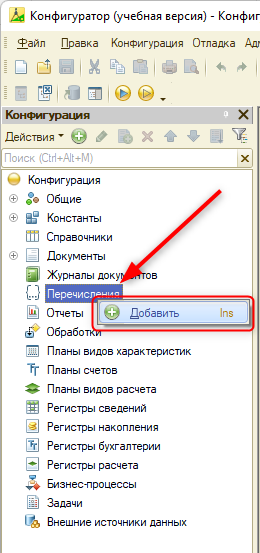 Конфигуратор (учебная версия) - Конфи
Файл Правка Конфигурация Отладка
Конфигурация
Действия
Поиск (Ctrl+Alt+M)
Конфигурация
Общие
Константы
Справочники
Документы
Журналы документов
Перечисления
Отчеты
Добавить Ins
Обработки
Планы видов характеристик
Планы счетов
Планы видов расчета
Регистры сведений
Регистры накопления
Регистры бухгалтерии
Регистры расчета
Бизнес-процессы
Задачи
Внешние источники данных